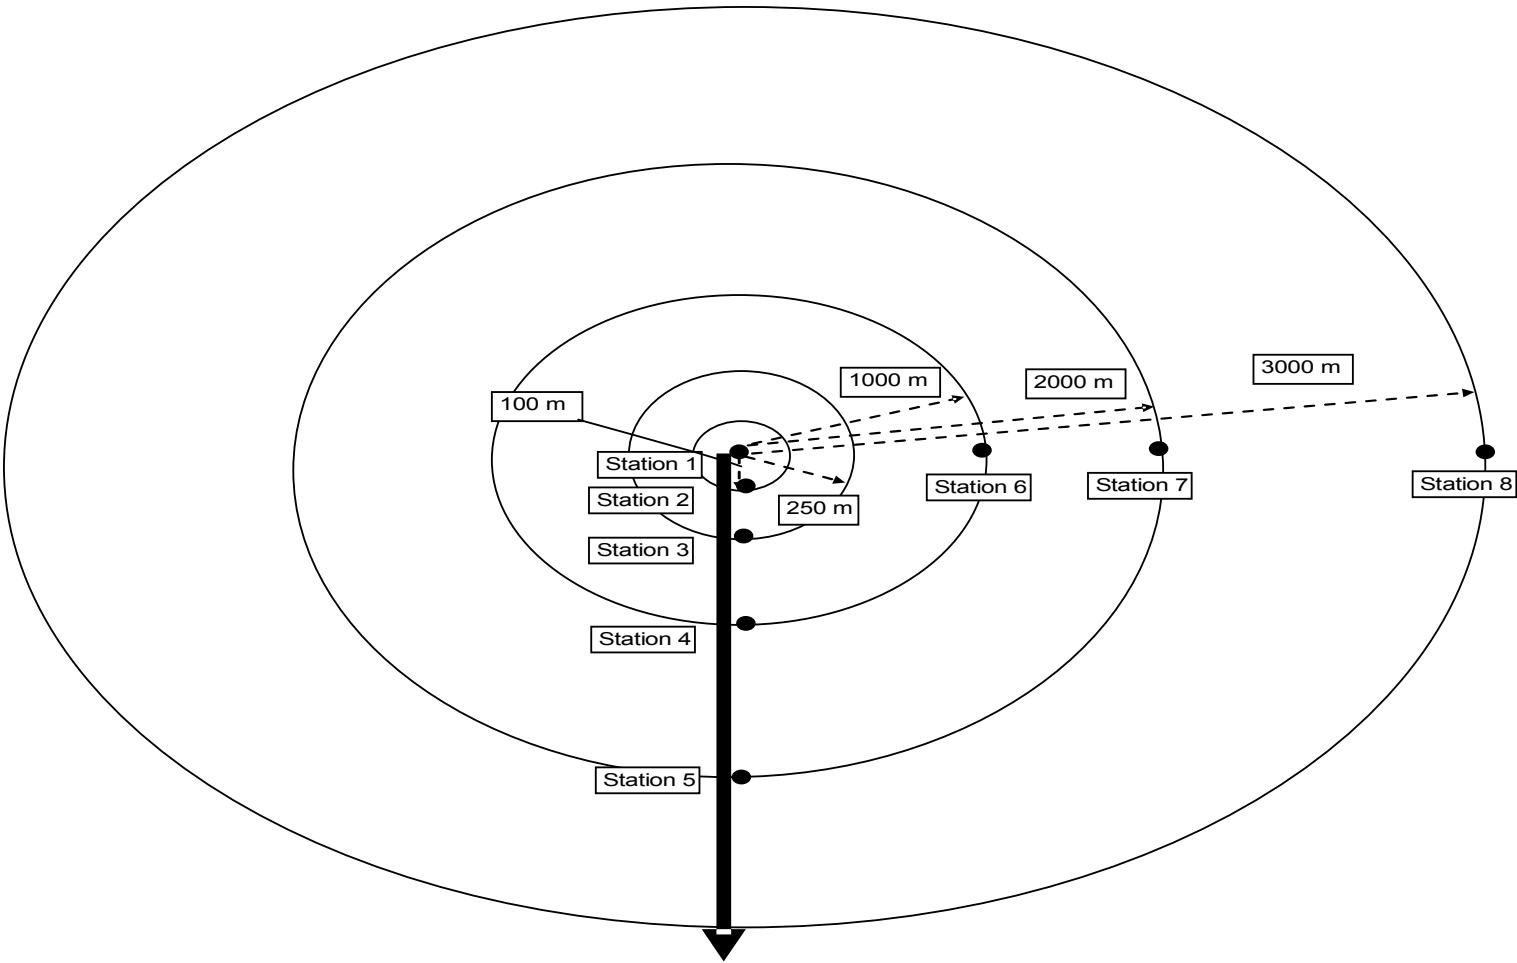 3000 m
1000 m
2000 m
100 m
Station 1
Station 2
250 m
Station 6
Station 7
Station 8
Station 3
Station 4
Station 5